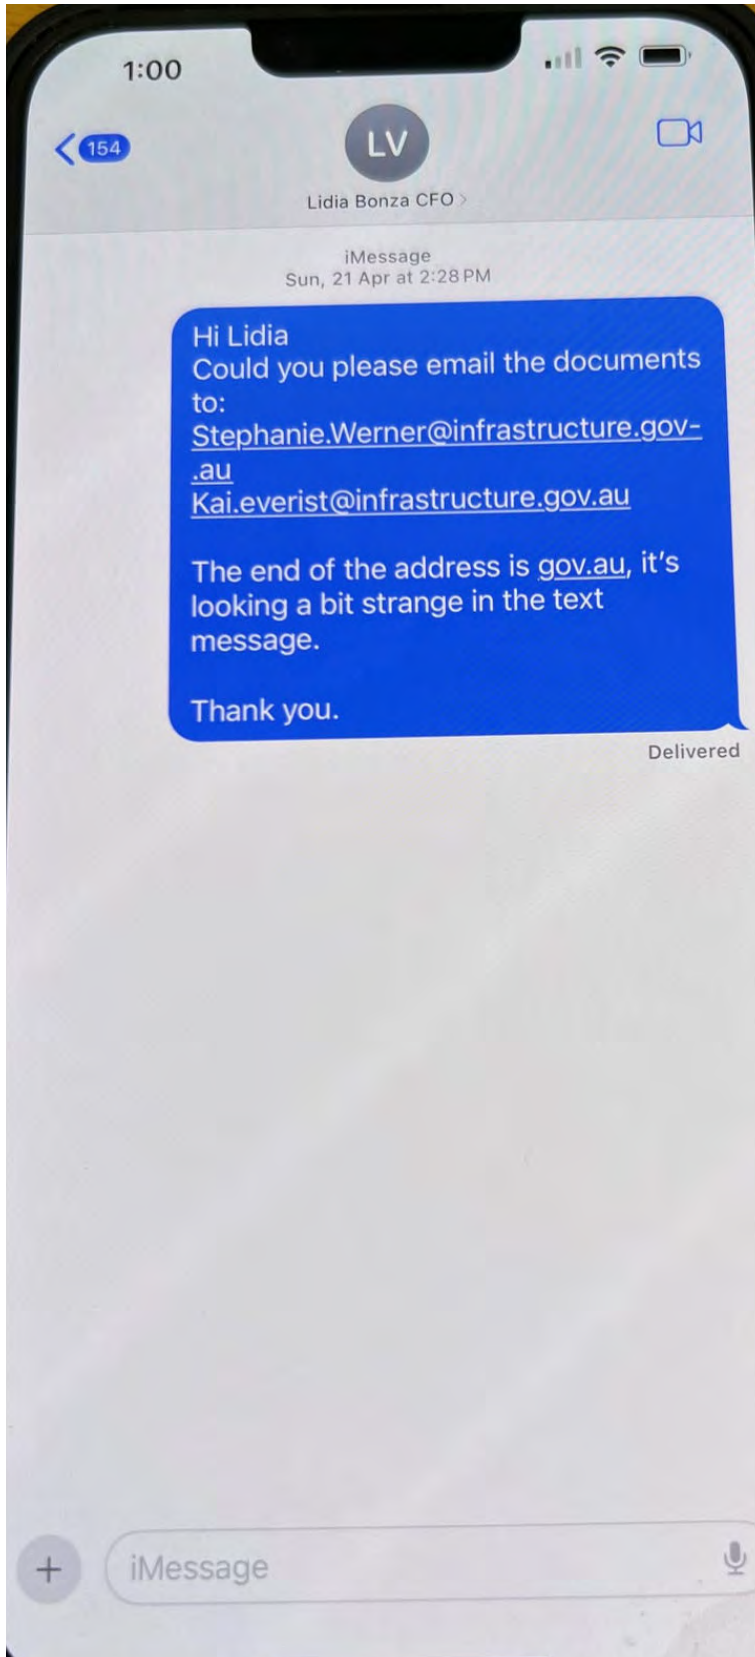 1:00
154
LV
Lidia Bonza CFO >
iMessage
Sun, 21 Apr at 2:28 PM
Hi Lidia
Could you please email the documents
to:
Stephanie.Werner@infrastructure.gov-
.au
Kai.everist@infrastructure.gov.au
The end of the address is gov.au, it's
looking a bit strange in the text
message.
Thank you.
Delivered
iMessage